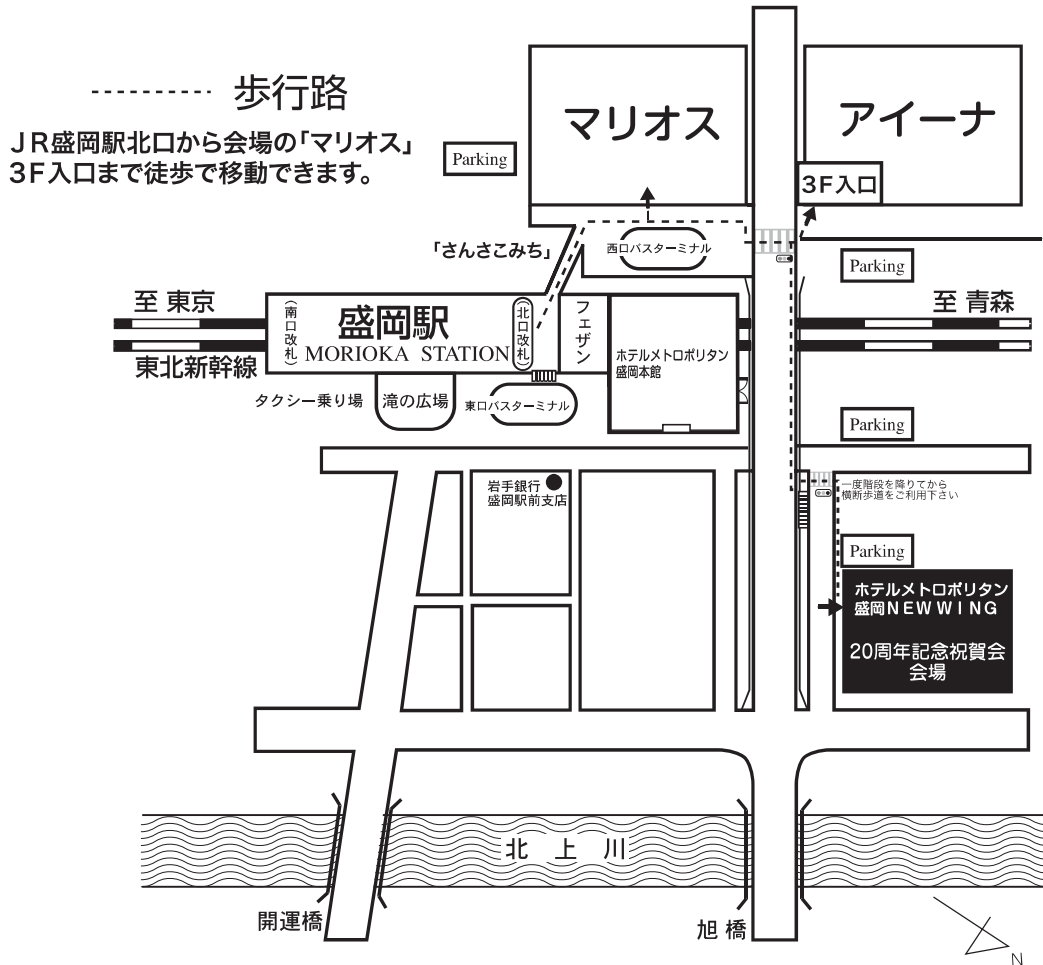 歩行路
JR盛岡駅北口から会場の「マリオス」
3F入口まで徒歩で移動できます。
Parking
マリオス
アイーナ
3F入口
「さんさこみち」
西口バスターミナル
Parking
至 東京
至 青森
東北新幹線
（南口改札）
盛岡駅
MORIOKA STATION
（北口改札）
フェザン
ホテルメトロポリタン
盛岡本館
タクシー乗り場
滝の広場
東口バスターミナル
Parking
岩手銀行
盛岡駅前支店
一度階段を降りてから
横断歩道をご利用下さい
Parking
ホテルメトロポリタン
盛岡NEW WING
20周年記念祝賀会
会場
北上川
開運橋
旭橋
N